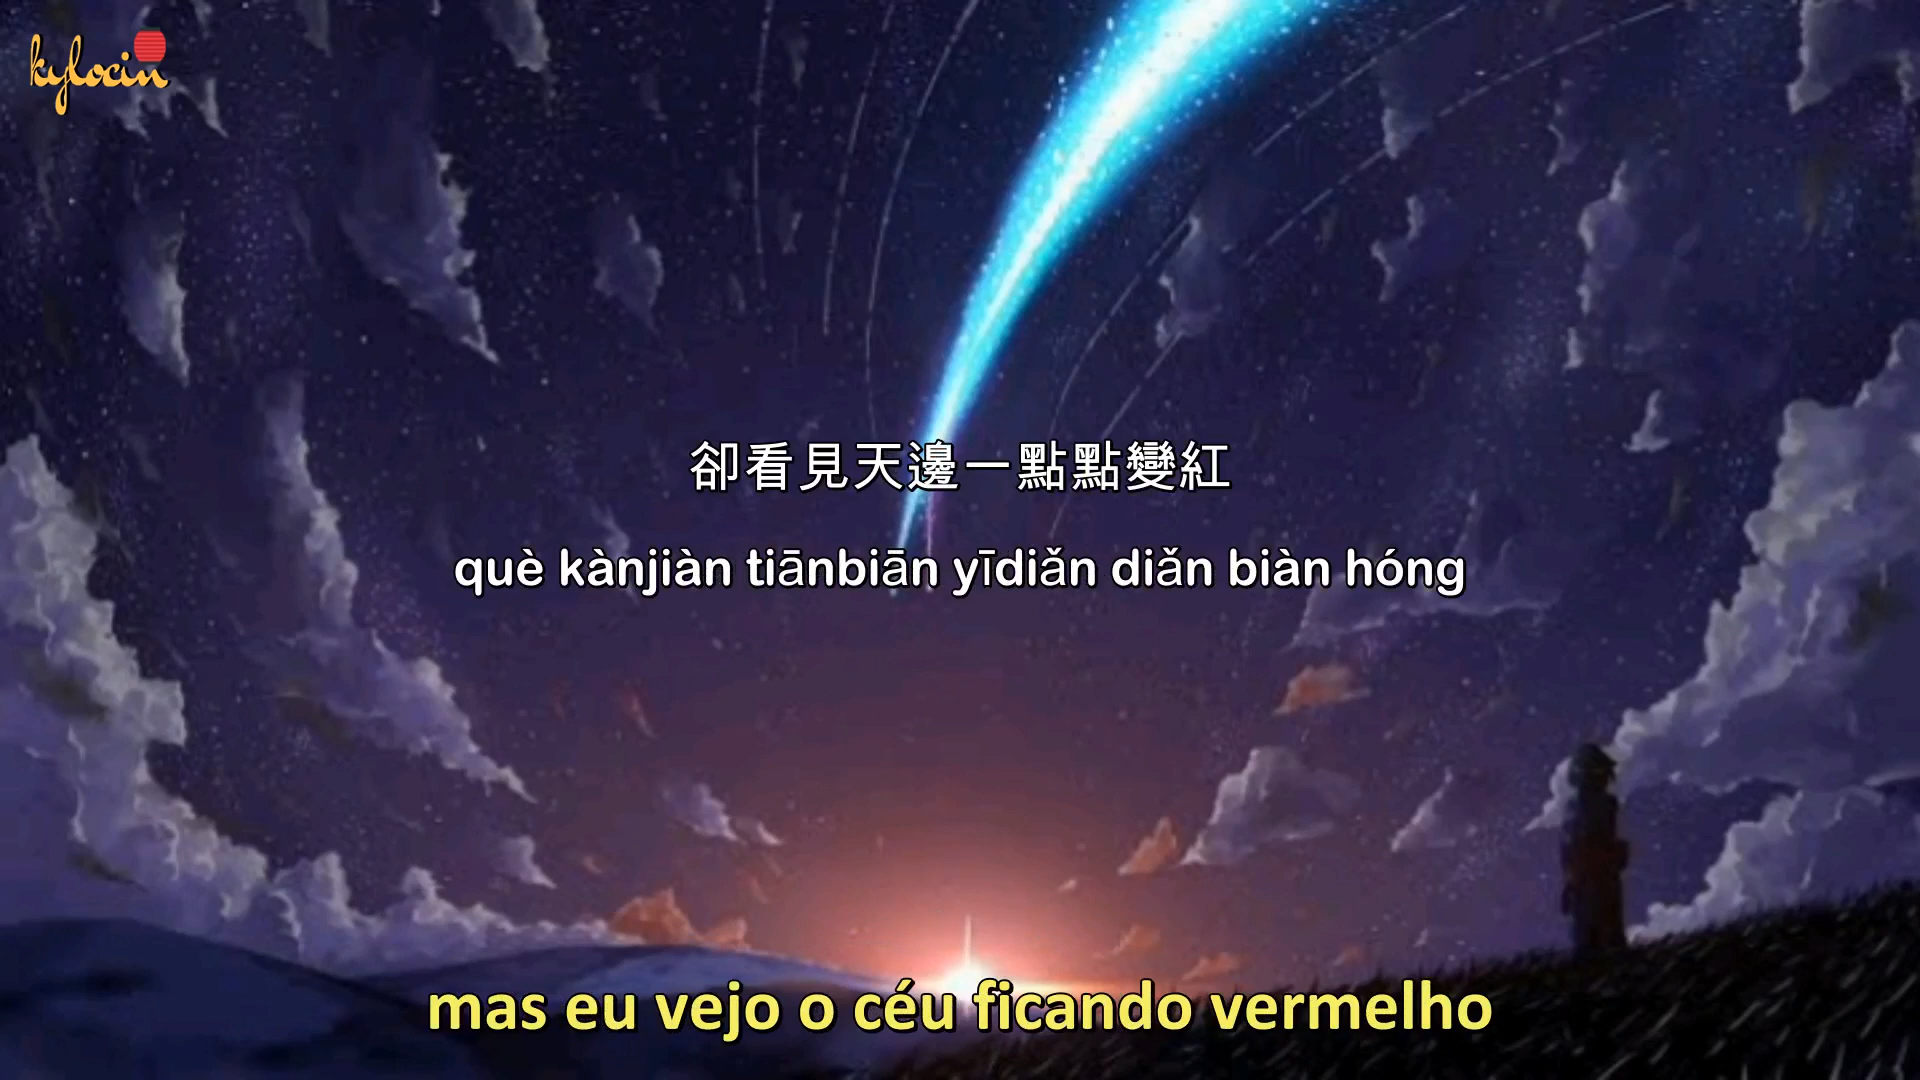 kylocin
卻看見天邊一點點變紅
què kànjiàn tiānbiān yīdiǎn diǎn biàn hóng
mas eu vejo o céu ficando vermelho